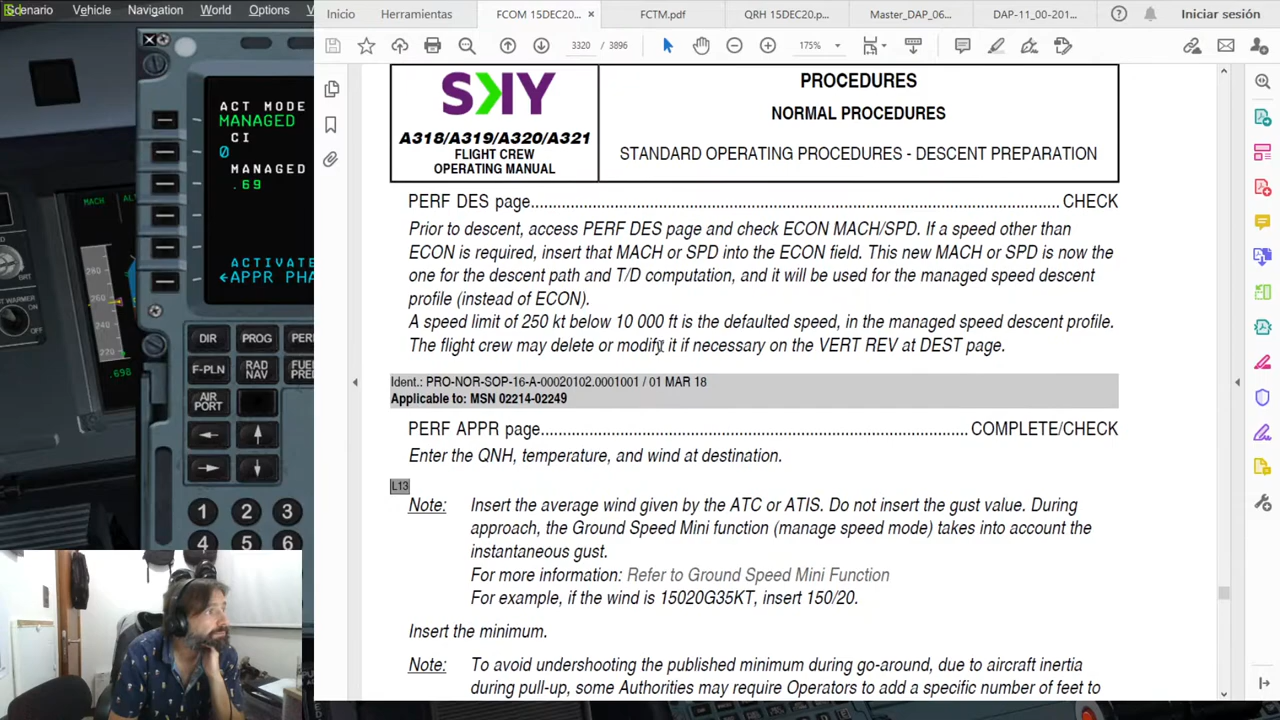 Scenario Vehicle Navigation World Options
Inicio Herramientas FCOM 15DEC20... × FCTM.pdf QRH 15DEC20.p... Master_DAP_06... DAP-11_00-201... Iniciar sesión
3320 / 3896 175%
ACT MODE
MANAGED
CI
0
MANAGED
.69
ACTIVATE
←APPR PHA
MACH
280
260
240
220
.698
DIR PROG PER
F-PLN RAD NAV FUEL PRE
AIR PORT
1 2 3
4 5 6
SKY
A318/A319/A320/A321
FLIGHT CREW
OPERATING MANUAL
PROCEDURES
NORMAL PROCEDURES
STANDARD OPERATING PROCEDURES - DESCENT PREPARATION
PERF DES page........................................................................................................................ CHECK
Prior to descent, access PERF DES page and check ECON MACH/SPD. If a speed other than
ECON is required, insert that MACH or SPD into the ECON field. This new MACH or SPD is now the
one for the descent path and T/D computation, and it will be used for the managed speed descent
profile (instead of ECON).
A speed limit of 250 kt below 10 000 ft is the defaulted speed, in the managed speed descent profile.
The flight crew may delete or modify it if necessary on the VERT REV at DEST page.
Ident.: PRO-NOR-SOP-16-A-00020102.0001001 / 01 MAR 18
Applicable to: MSN 02214-02249
PERF APPR page................................................................................................ COMPLETE/CHECK
Enter the QNH, temperature, and wind at destination.
L13
Note: Insert the average wind given by the ATC or ATIS. Do not insert the gust value. During
approach, the Ground Speed Mini function (manage speed mode) takes into account the
instantaneous gust.
For more information: Refer to Ground Speed Mini Function
For example, if the wind is 15020G35KT, insert 150/20.
Insert the minimum.
Note: To avoid undershooting the published minimum during go-around, due to aircraft inertia
during pull-up, some Authorities may require Operators to add a specific number of feet to